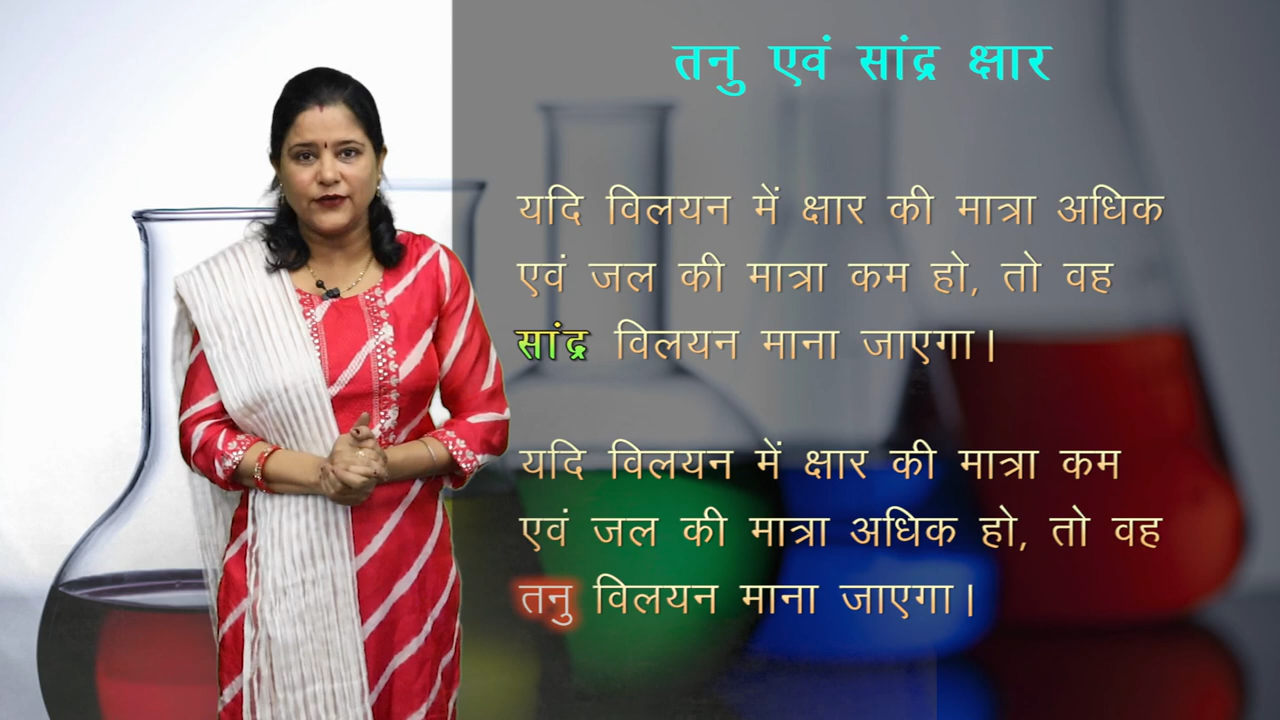 तनु एवं सांद्र क्षार
यदि विलयन में क्षार की मात्रा अधिक
एवं जल की मात्रा कम हो, तो वह
सांद्र विलयन माना जाएगा।
यदि विलयन में क्षार की मात्रा कम
एवं जल की मात्रा अधिक हो, तो वह
तनु विलयन माना जाएगा।